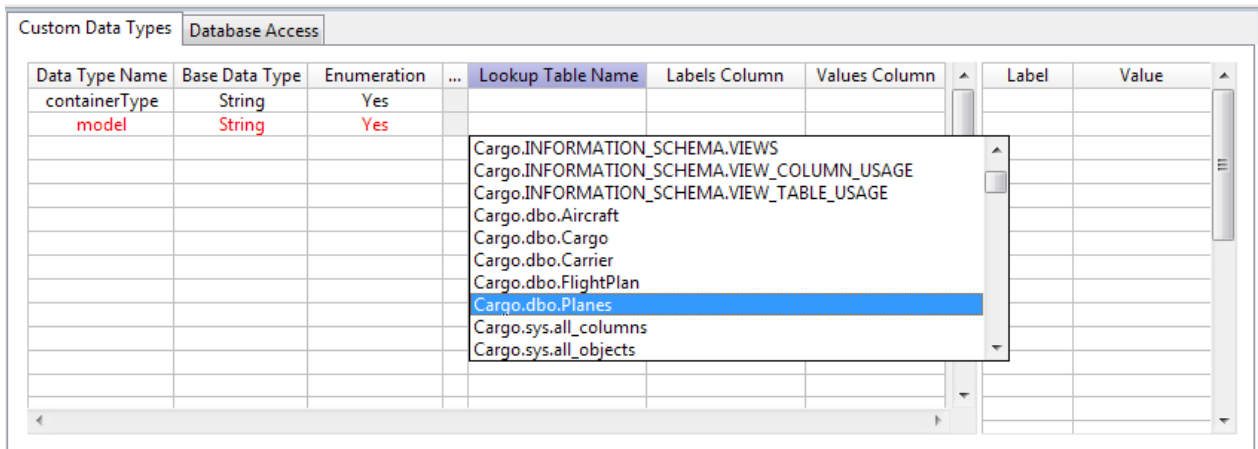 Custom Data Types Database Access
Data Type Name Base Data Type Enumeration ... Lookup Table Name Labels Column Values Column Label Value
containerType String Yes
model String Yes
Cargo.INFORMATION_SCHEMA.VIEWS
Cargo.INFORMATION_SCHEMA.VIEW_COLUMN_USAGE
Cargo.INFORMATION_SCHEMA.VIEW_TABLE_USAGE
Cargo.dbo.Aircraft
Cargo.dbo.Cargo
Cargo.dbo.Carrier
Cargo.dbo.FlightPlan
Cargo.dbo.Planes
Cargo.sys.all_columns
Cargo.sys.all_objects